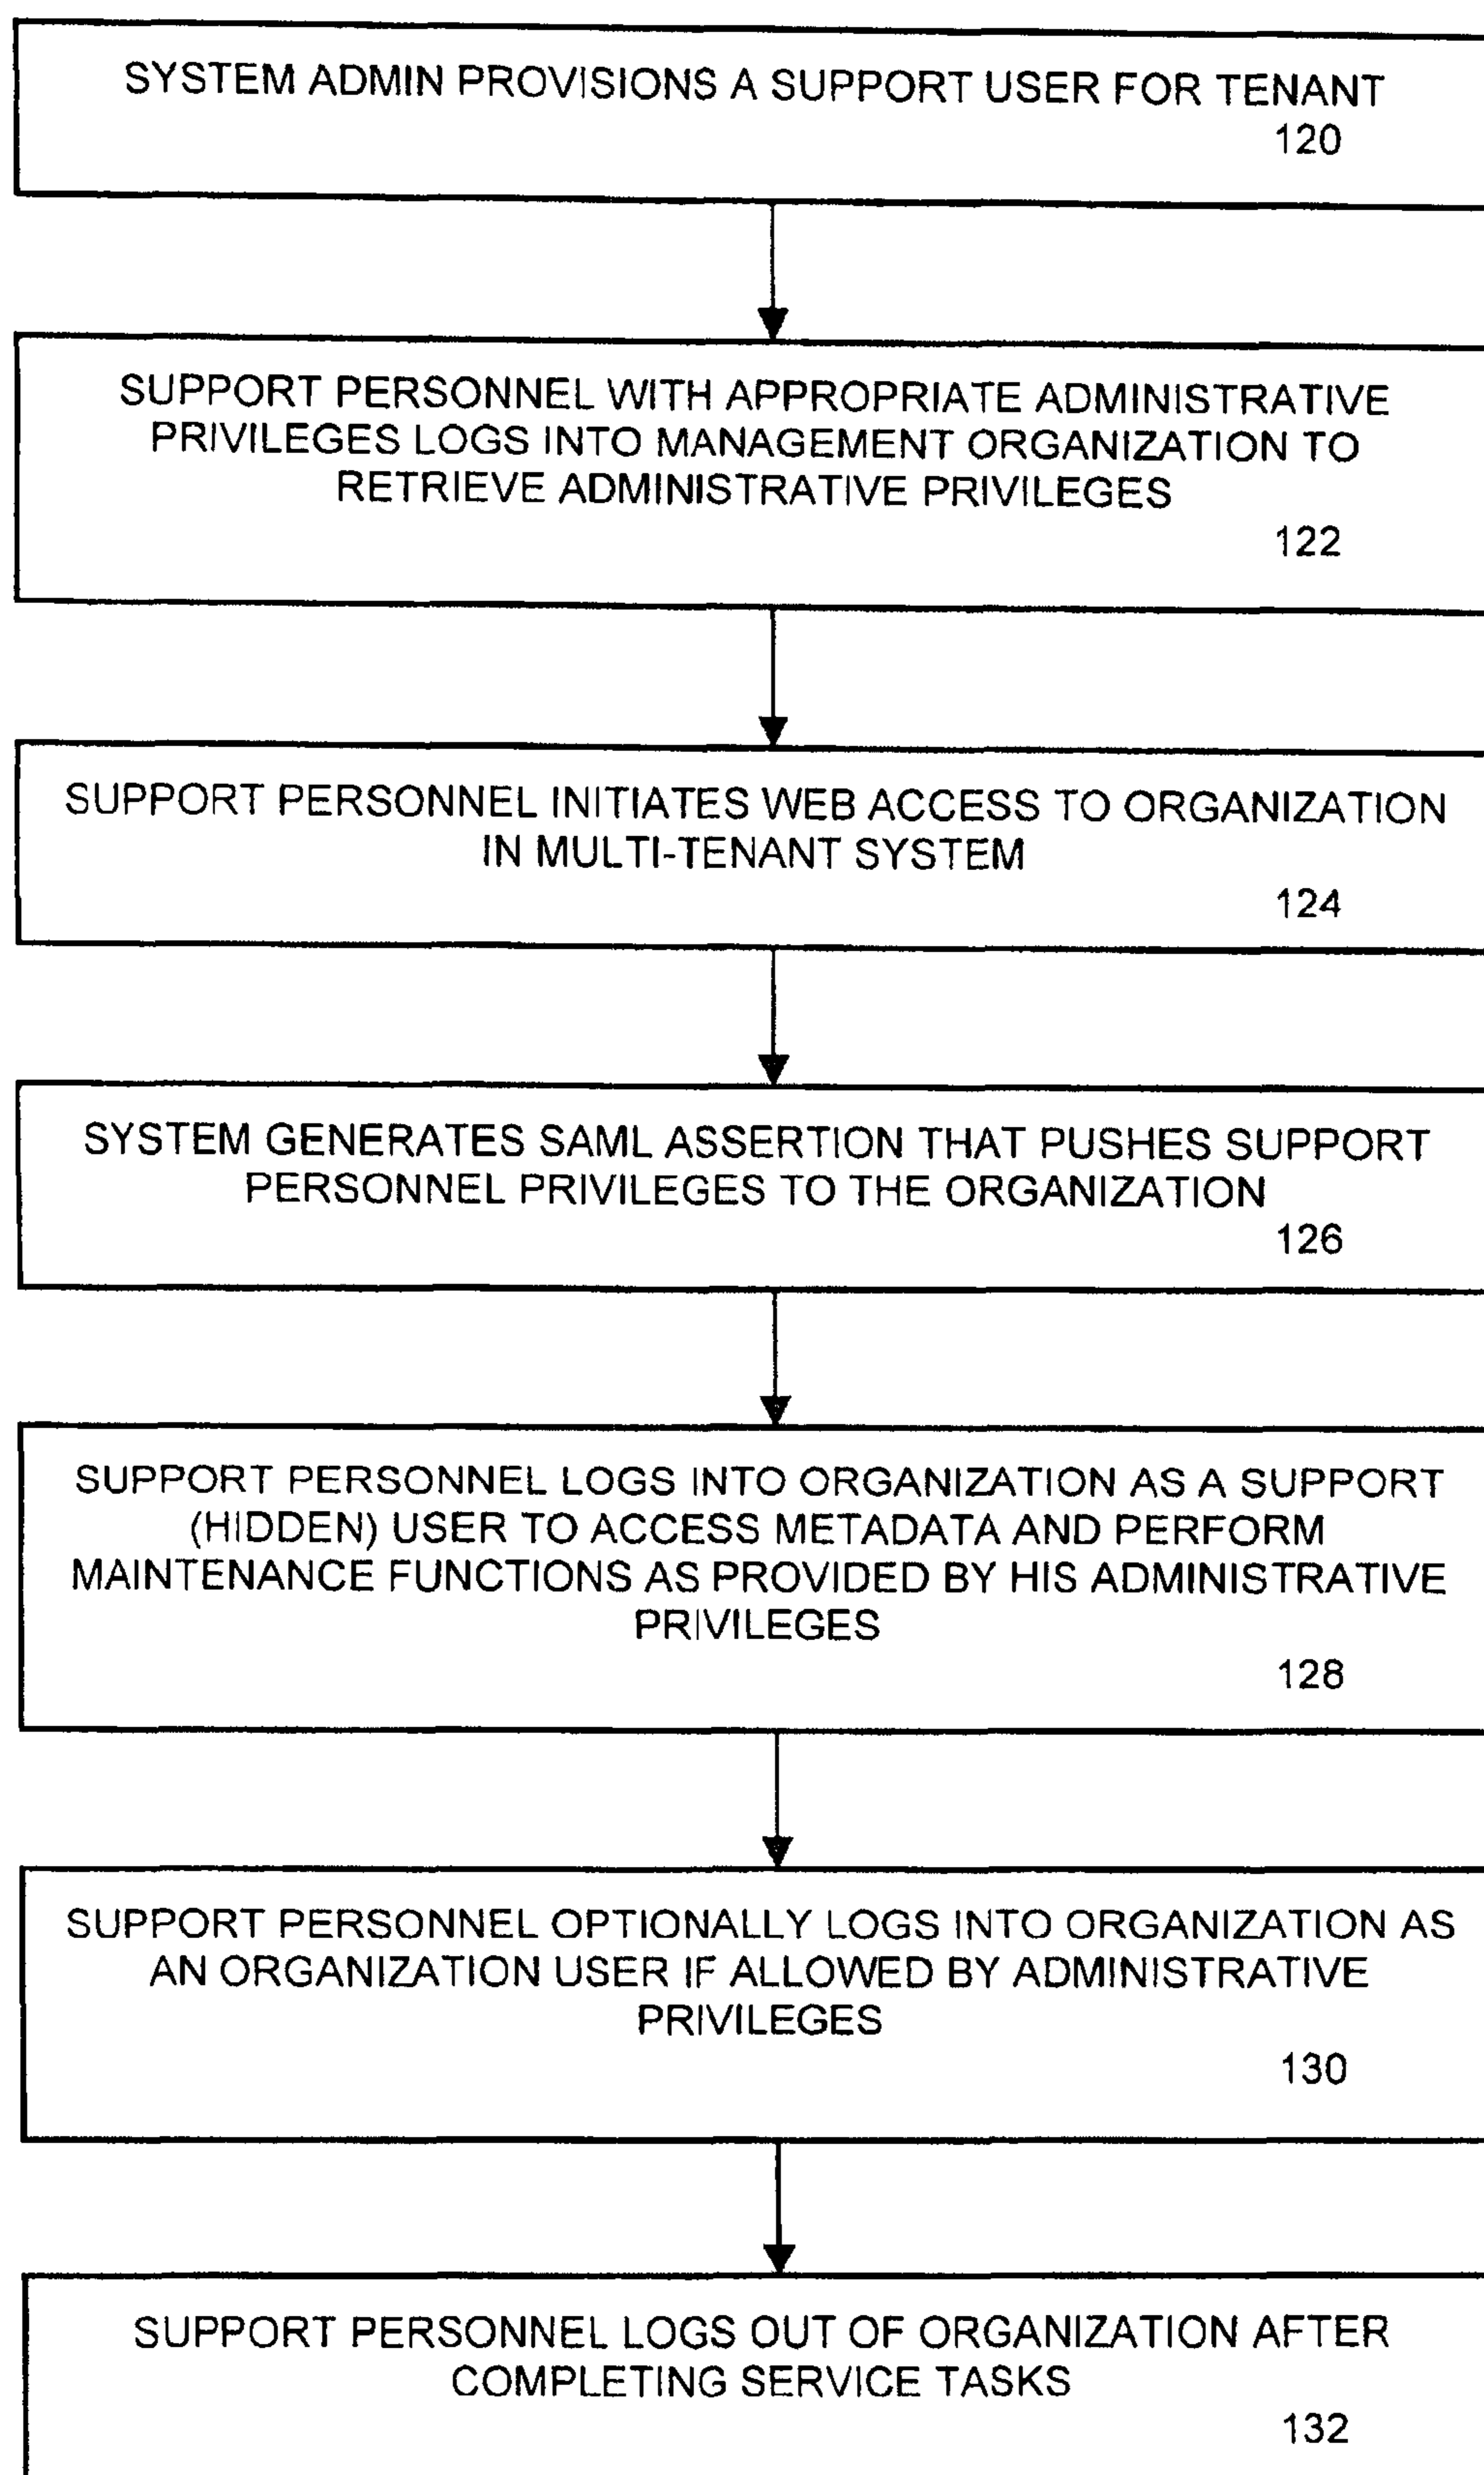 SYSTEM ADMIN PROVISIONS A SUPPORT USER FOR TENANT
120
SUPPORT PERSONNEL WITH APPROPRIATE ADMINISTRATIVE
PRIVILEGES LOGS INTO MANAGEMENT ORGANIZATION TO
RETRIEVE ADMINISTRATIVE PRIVILEGES
122
SUPPORT PERSONNEL INITIATES WEB ACCESS TO ORGANIZATION
IN MULTI-TENANT SYSTEM
124
SYSTEM GENERATES SAML ASSERTION THAT PUSHES SUPPORT
PERSONNEL PRIVILEGES TO THE ORGANIZATION
126
SUPPORT PERSONNEL LOGS INTO ORGANIZATION AS A SUPPORT
(HIDDEN) USER TO ACCESS METADATA AND PERFORM
MAINTENANCE FUNCTIONS AS PROVIDED BY HIS ADMINISTRATIVE
PRIVILEGES
128
SUPPORT PERSONNEL OPTIONALLY LOGS INTO ORGANIZATION AS
AN ORGANIZATION USER IF ALLOWED BY ADMINISTRATIVE
PRIVILEGES
130
SUPPORT PERSONNEL LOGS OUT OF ORGANIZATION AFTER
COMPLETING SERVICE TASKS
132